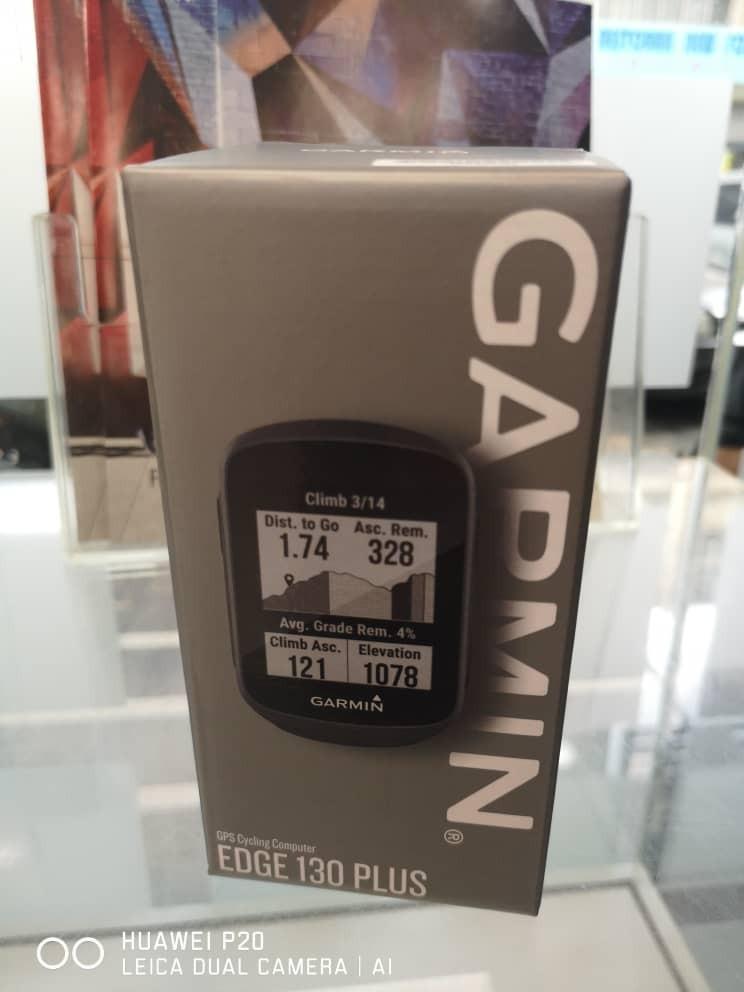 GARMIN
GARMIN®
Climb 3/14
Dist. to Go Asc. Rem.
1.74 328
Avg. Grade Rem. 4%
Climb Asc. Elevation
121 1078
GARMIN
GPS Cycling Computer
EDGE 130 PLUS
HUAWEI P20
LEICA DUAL CAMERA | AI